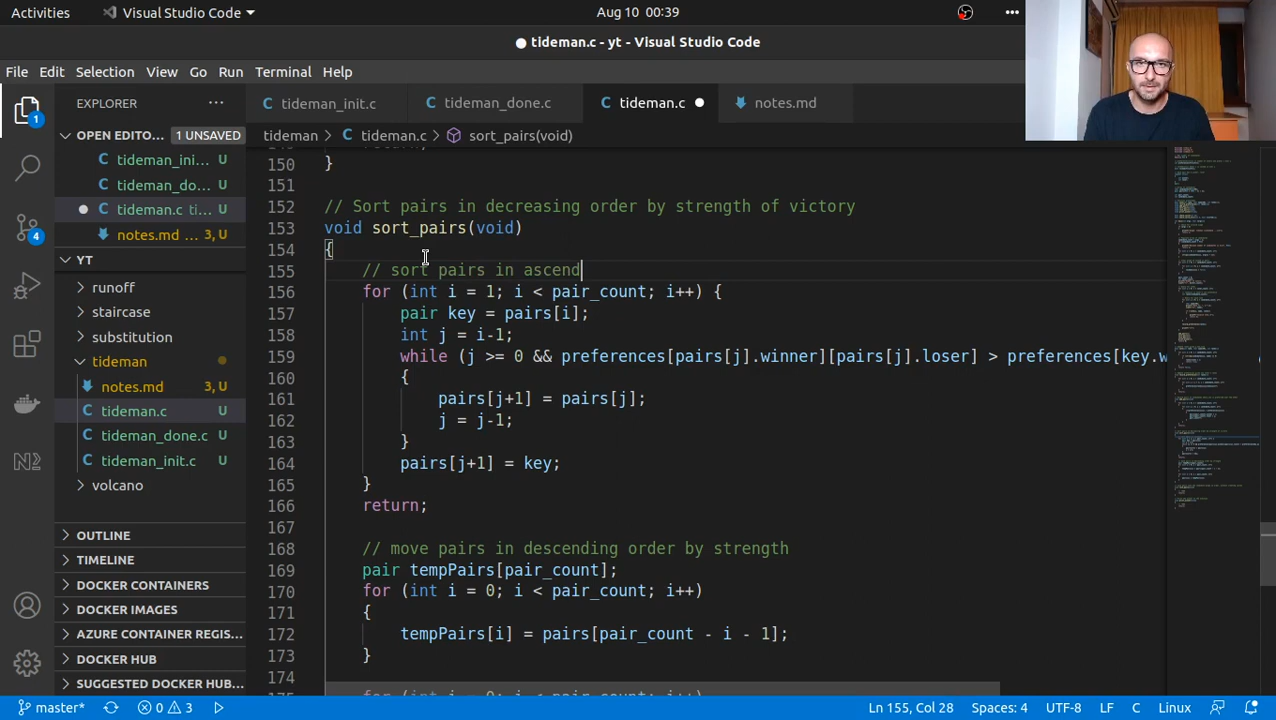 Activities Visual Studio Code Aug 10 00:39
tideman.c - yt - Visual Studio Code
File Edit Selection View Go Run Terminal Help
EXPLORER tideman_init.c tideman_done.c tideman.c notes.md
OPEN EDITO... 1 UNSAVED tideman > tideman.c > sort_pairs(void)
tideman_ini... U
tideman_do... U
tideman.c ti... U
notes.md ... 3, U
YT
runoff
staircase
substitution
tideman
notes.md 3, U
tideman.c U
tideman_done.c U
tideman_init.c U
volcano
OUTLINE
TIMELINE
DOCKER CONTAINERS
DOCKER IMAGES
AZURE CONTAINER REGIS...
DOCKER HUB
SUGGESTED DOCKER HUB...
1
4
150 }
151
152 // Sort pairs in decreasing order by strength of victory
153 void sort_pairs(void)
154 {
155 // sort pairs in ascend
156 for (int i = 1; i < pair_count; i++) {
157 pair key = pairs[i];
158 int j = i-1;
159 while (j >= 0 && preferences[pairs[j].winner][pairs[j].loser] > preferences[key.w
160 {
161 pairs[j+1] = pairs[j];
162 j = j-1;
163 }
164 pairs[j+1] = key;
165 }
166 return;
167
168 // move pairs in descending order by strength
169 pair tempPairs[pair_count];
170 for (int i = 0; i < pair_count; i++)
171 {
172 tempPairs[i] = pairs[pair_count - i - 1];
173 }
174
175 for (int i = 0; i < pair_count; i++)
master* 0 3 Ln 155, Col 28 Spaces: 4 UTF-8 LF C Linux